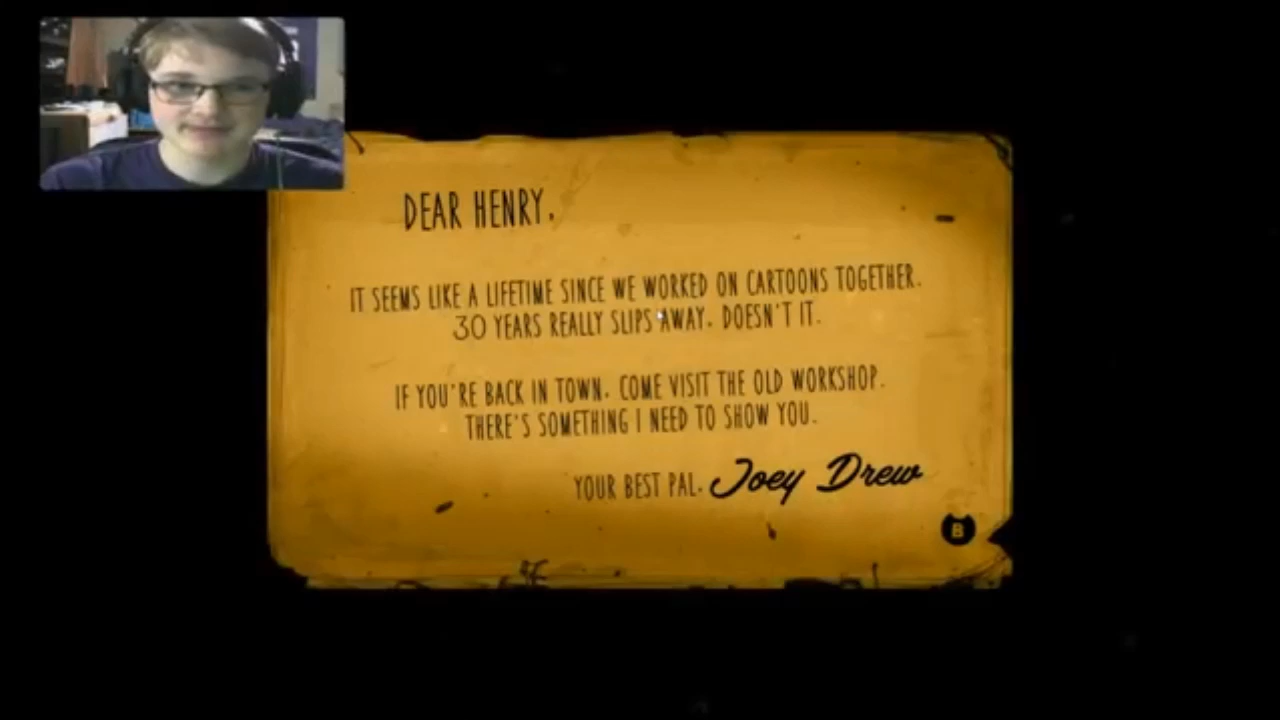 DEAR HENRY,
IT SEEMS LIKE A LIFETIME SINCE WE WORKED ON CARTOONS TOGETHER.
30 YEARS REALLY SLIPS AWAY, DOESN'T IT.
IF YOU'RE BACK IN TOWN, COME VISIT THE OLD WORKSHOP.
THERE'S SOMETHING I NEED TO SHOW YOU.
YOUR BEST PAL, Joey Drew
B